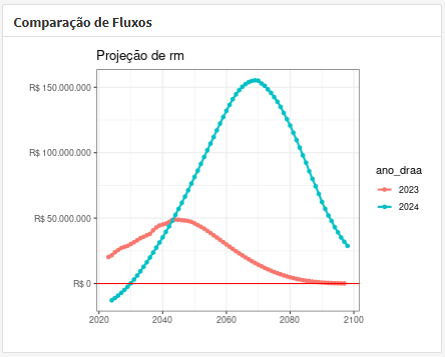 Comparação de Fluxos
Projeção de rm
R$ 150.000.000
R$ 100.000.000
R$ 50.000.000
R$ 0
2020 2040 2060 2080 2100
ano_draa
2023
2024